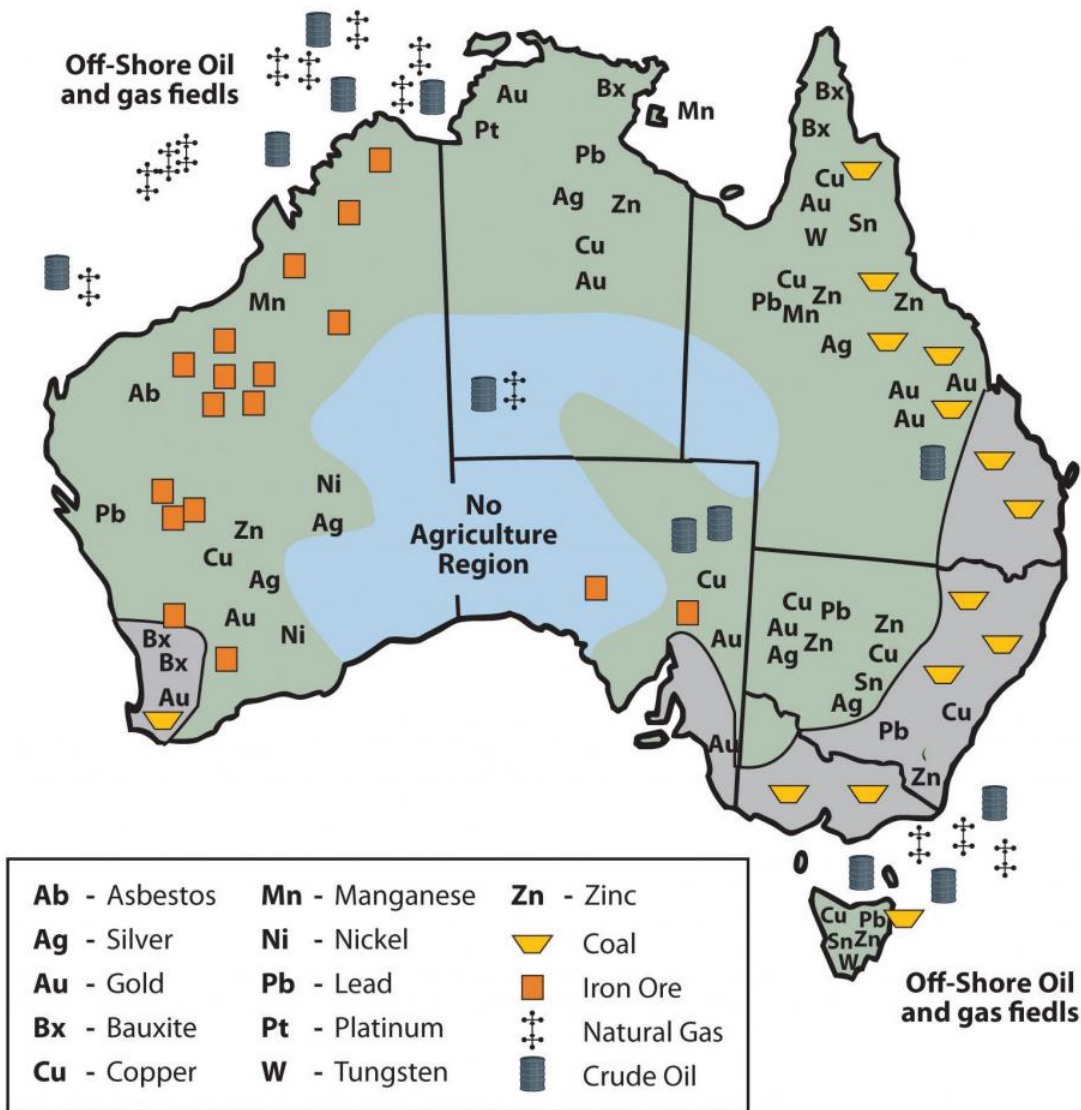 Off-Shore Oil
and gas fiedls
Au
Bx
Pt
Mn
Pb
Ag
Zn
Cu
Au
Bx
Bx
Cu
Au
Sn
W
Cu
Pb
Zn
Mn
Zn
Ag
Au
Au
Au
Mn
Ab
Pb
Ni
Ag
Zn
Cu
Ag
Au
Ni
Bx
Bx
Au
No
Agriculture
Region
Cu
Au
Au
Cu
Pb
Au
Zn
Zn
Ag
Cu
Sn
Ag
Pb
Cu
Zn
Cu
Pb
Sn
Zn
W
Off-Shore Oil
and gas fiedls
Ab - Asbestos
Ag - Silver
Au - Gold
Bx - Bauxite
Cu - Copper
Mn - Manganese
Ni - Nickel
Pb - Lead
Pt - Platinum
W - Tungsten
Zn - Zinc
Coal
Iron Ore
Natural Gas
Crude Oil